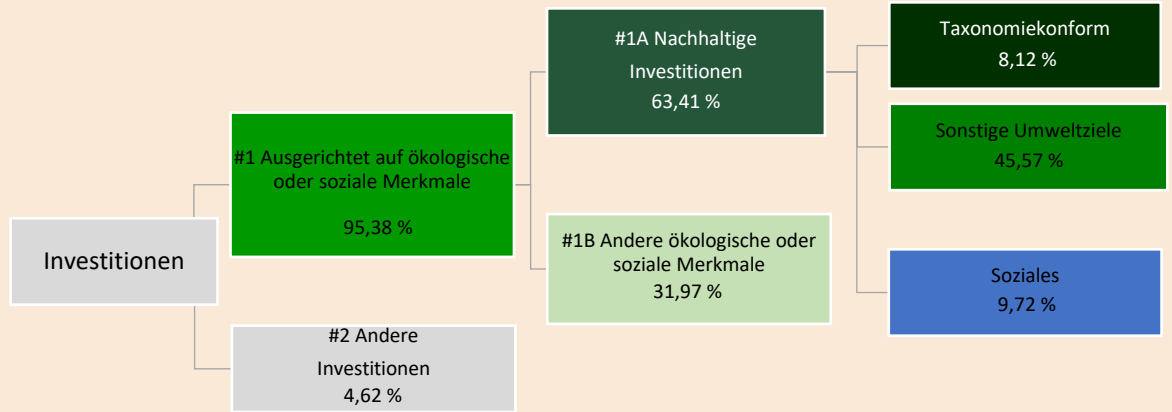 Investitionen
#1 Ausgerichtet auf ökologische
oder soziale Merkmale
95,38 %
#2 Andere
Investitionen
4,62 %
#1A Nachhaltige
Investitionen
63,41 %
#1B Andere ökologische oder
soziale Merkmale
31,97 %
Taxonomiekonform
8,12 %
Sonstige Umweltziele
45,57 %
Soziales
9,72 %